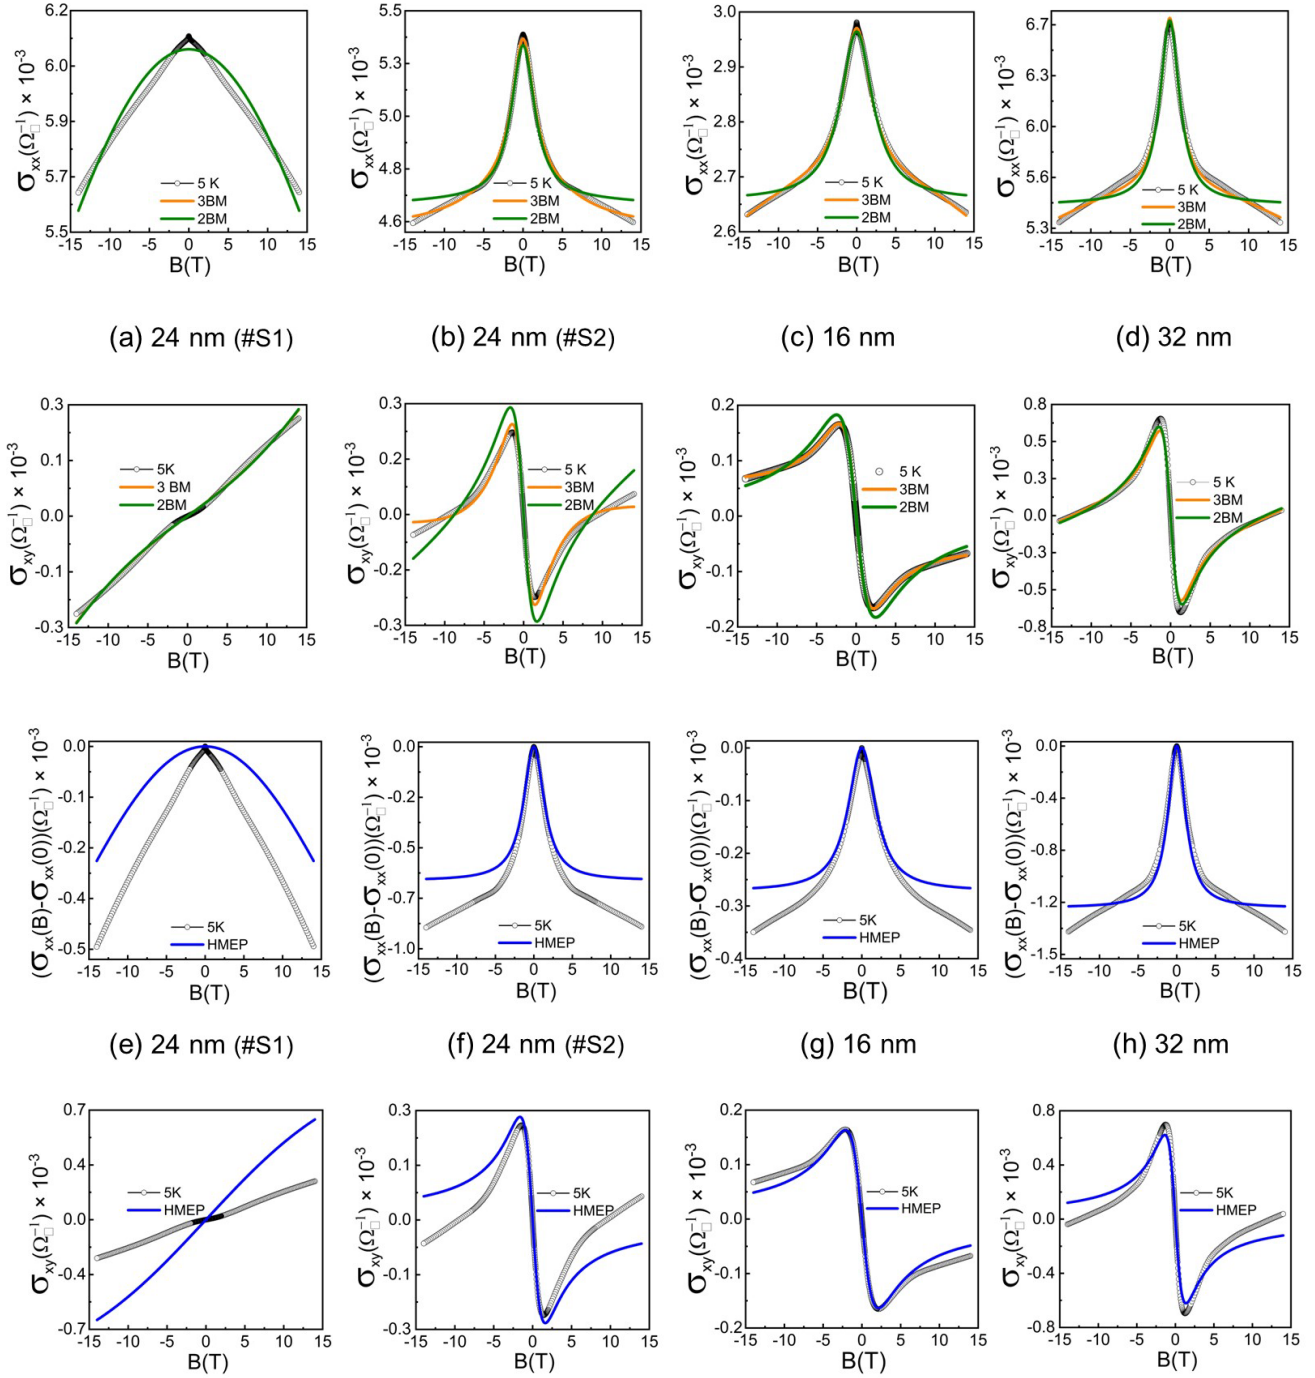 6.2
6.0
5.9
5.7
5.5
σxx(Ω□⁻¹) × 10⁻³
5 K
3BM
2BM
-15 -10 -5 0 5 10 15
B(T)
5.5
5.3
5.0
4.8
4.6
σxx(Ω□⁻¹) × 10⁻³
5 K
3BM
2BM
-15 -10 -5 0 5 10 15
B(T)
3.0
2.9
2.8
2.7
2.6
σxx(Ω□⁻¹) × 10⁻³
5 K
3BM
2BM
-15 -10 -5 0 5 10 15
B(T)
6.7
6.3
6.0
5.6
5.3
σxx(Ω□⁻¹) × 10⁻³
5 K
3BM
2BM
-15 -10 -5 0 5 10 15
B(T)
(a) 24 nm (#S1)
(b) 24 nm (#S2)
(c) 16 nm
(d) 32 nm
0.3
0.1
0.0
-0.1
-0.3
σxy(Ω□⁻¹) × 10⁻³
5K
3 BM
2BM
-15 -10 -5 0 5 10 15
B(T)
0.3
0.1
0.0
-0.1
-0.3
σxy(Ω□⁻¹) × 10⁻³
5 K
3BM
2BM
-15 -10 -5 0 5 10 15
B(T)
0.2
0.1
0.0
-0.1
-0.2
σxy(Ω□⁻¹) × 10⁻³
5 K
3BM
2BM
-15 -10 -5 0 5 10 15
B(T)
0.8
0.5
0.3
0.0
-0.3
-0.5
-0.8
σxy(Ω□⁻¹) × 10⁻³
5 K
3BM
2BM
-15 -10 -5 0 5 10 15
B(T)
0.0
-0.1
-0.2
-0.4
-0.5
(σxx(B)-σxx(0))(Ω□⁻¹) × 10⁻³
5K
HMEP
-15 -10 -5 0 5 10 15
B(T)
0.0
-0.2
-0.5
-0.7
-1.0
(σxx(B)-σxx(0))(Ω□⁻¹) × 10⁻³
5K
HMEP
-15 -10 -5 0 5 10 15
B(T)
0.0
-0.1
-0.2
-0.3
-0.4
(σxx(B)-σxx(0))(Ω□⁻¹) × 10⁻³
5K
HMEP
-15 -10 -5 0 5 10 15
B(T)
0.0
-0.4
-0.8
-1.2
-1.5
(σxx(B)-σxx(0))(Ω□⁻¹) × 10⁻³
5K
HMEP
-15 -10 -5 0 5 10 15
B(T)
(e) 24 nm (#S1)
(f) 24 nm (#S2)
(g) 16 nm
(h) 32 nm
0.7
0.4
0.0
-0.4
-0.7
σxy(Ω□⁻¹) × 10⁻³
5K
HMEP
-15 -10 -5 0 5 10 15
B(T)
0.3
0.1
0.0
-0.1
-0.3
σxy(Ω□⁻¹) × 10⁻³
5K
HMEP
-15 -10 -5 0 5 10 15
B(T)
0.2
0.1
0.0
-0.1
-0.2
σxy(Ω□⁻¹) × 10⁻³
5K
HMEP
-15 -10 -5 0 5 10 15
B(T)
0.8
0.4
0.0
-0.4
-0.8
σxy(Ω□⁻¹) × 10⁻³
5K
HMEP
-15 -10 -5 0 5 10 15
B(T)